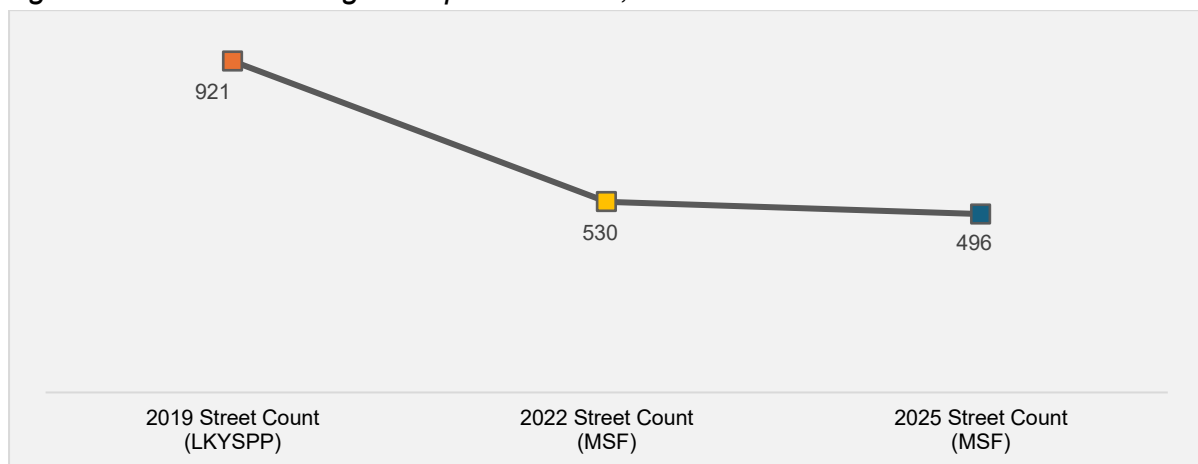 921
530
496
2019 Street Count
(LKYSPP)
2022 Street Count
(MSF)
2025 Street Count
(MSF)